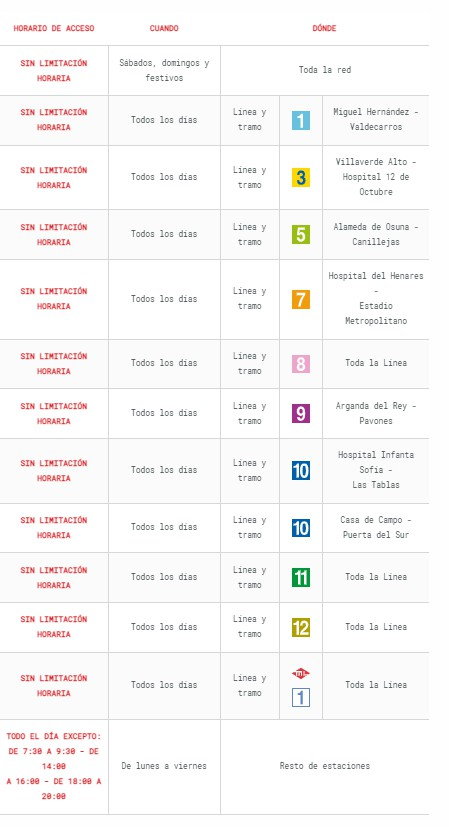 HORARIO DE ACCESO CUANDO DÓNDE
SIN LIMITACIÓN
HORARIA
Sábados, domingos y
festivos
Toda la red
SIN LIMITACIÓN
HORARIA
Todos los días
Línea y
tramo
1
Miguel Hernández -
Valdecarros
SIN LIMITACIÓN
HORARIA
Todos los días
Línea y
tramo
3
Villaverde Alto -
Hospital 12 de
Octubre
SIN LIMITACIÓN
HORARIA
Todos los días
Línea y
tramo
5
Alameda de Osuna -
Canillejas
SIN LIMITACIÓN
HORARIA
Todos los días
Línea y
tramo
7
Hospital del Henares
-
Estadio
Metropolitano
SIN LIMITACIÓN
HORARIA
Todos los días
Línea y
tramo
8
Toda la Línea
SIN LIMITACIÓN
HORARIA
Todos los días
Línea y
tramo
9
Arganda del Rey -
Pavones
SIN LIMITACIÓN
HORARIA
Todos los días
Línea y
tramo
10
Hospital Infanta
Sofía -
Las Tablas
SIN LIMITACIÓN
HORARIA
Todos los días
Línea y
tramo
10
Casa de Campo -
Puerta del Sur
SIN LIMITACIÓN
HORARIA
Todos los días
Línea y
tramo
11
Toda la Línea
SIN LIMITACIÓN
HORARIA
Todos los días
Línea y
tramo
12
Toda la Línea
SIN LIMITACIÓN
HORARIA
Todos los días
Línea y
tramo
ML
1
Toda la Línea
TODO EL DÍA EXCEPTO:
DE 7:30 A 9:30 - DE
14:00
A 16:00 - DE 18:00 A
20:00
De lunes a viernes
Resto de estaciones